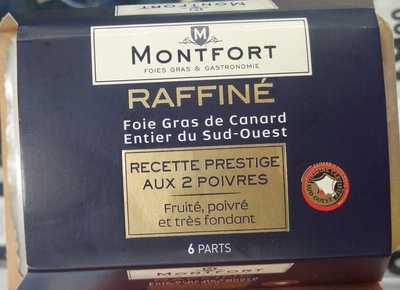 M
MONTFORT
FOIES GRAS & GASTRONOMIE
RAFFINÉ
Foie Gras de Canard
Entier du Sud-Ouest
RECETTE PRESTIGE
AUX 2 POIVRES
Fruité, poivré
et très fondant
6 PARTS
MONTFORT